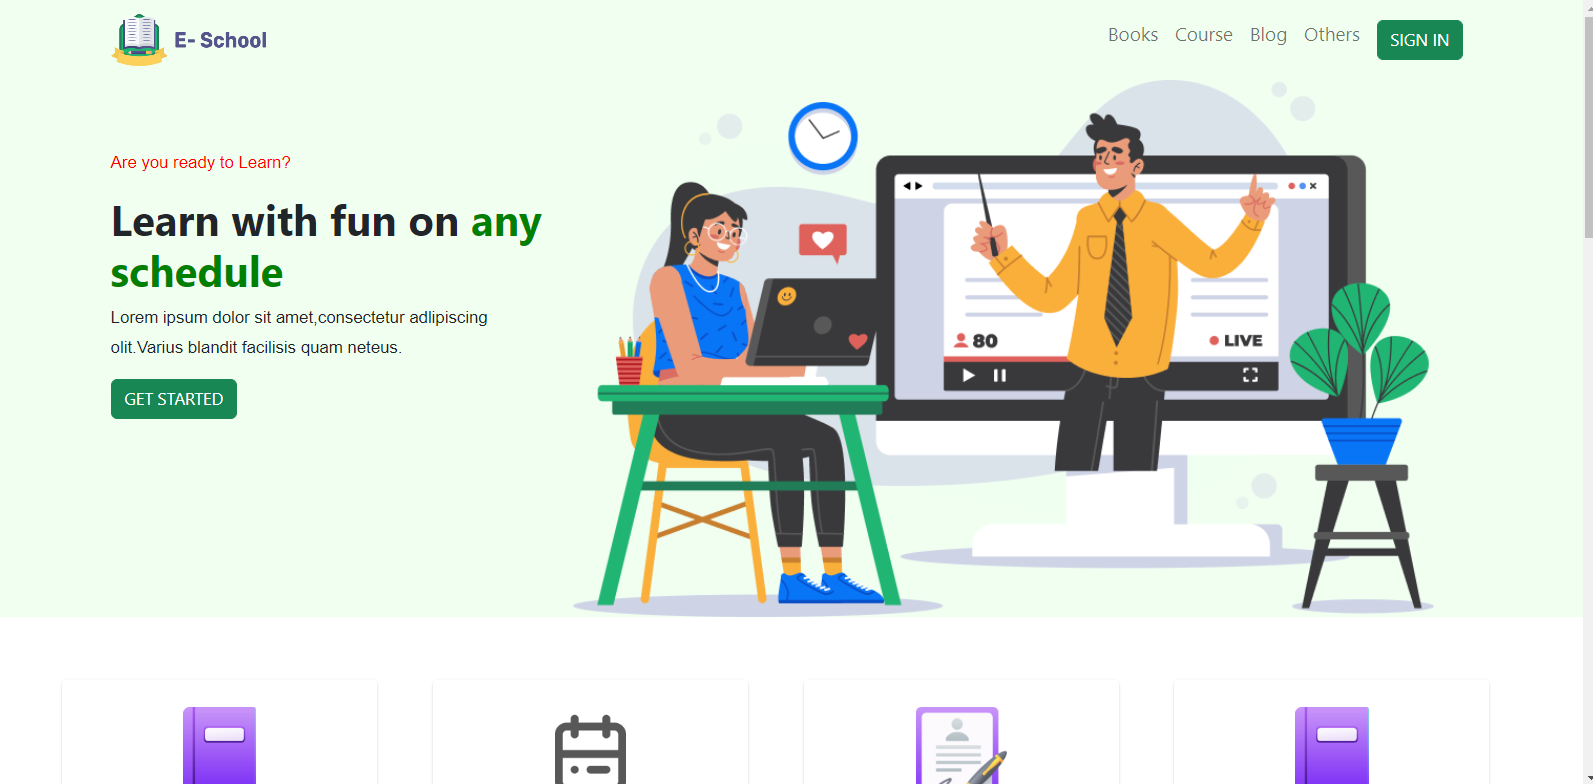 E- School
Books Course Blog Others SIGN IN
Are you ready to Learn?
Learn with fun on any
schedule
Lorem ipsum dolor sit amet,consectetur adlipiscing
olit.Varius blandit facilisis quam neteus.
GET STARTED
80
LIVE